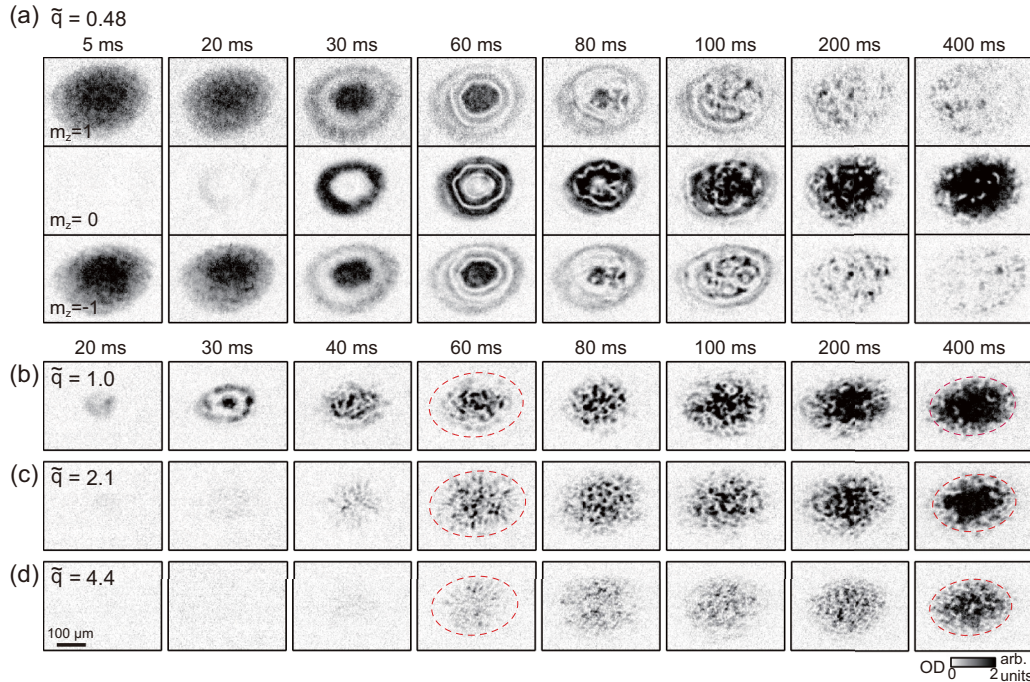 (a) q̃ = 0.48
5 ms 20 ms 30 ms 60 ms 80 ms 100 ms 200 ms 400 ms
m_z=1
m_z= 0
m_z=-1
20 ms 30 ms 40 ms 60 ms 80 ms 100 ms 200 ms 400 ms
(b) q̃ = 1.0
(c) q̃ = 2.1
(d) q̃ = 4.4
100 µm
OD 0 2 arb. units